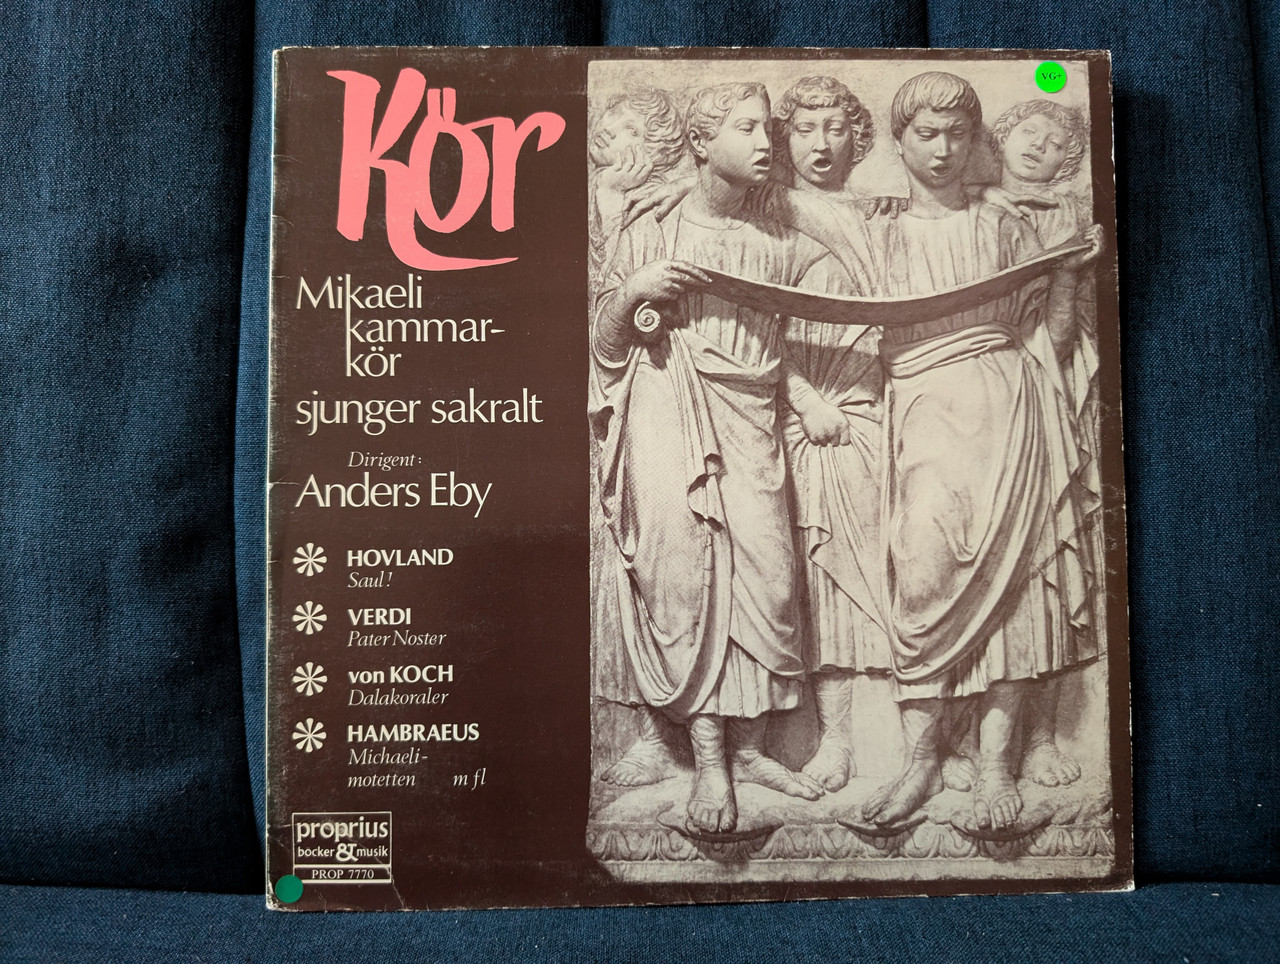 Kör
Mikaeli
kammar-
kör
sjunger sakralt
Dirigent:
Anders Eby
HOVLAND
Saul!
VERDI
Pater Noster
von KOCH
Dalakoraler
HAMBRAEUS
Michaeli-
motetten m fl
proprius
böcker & musik
PROP 7770
VG+